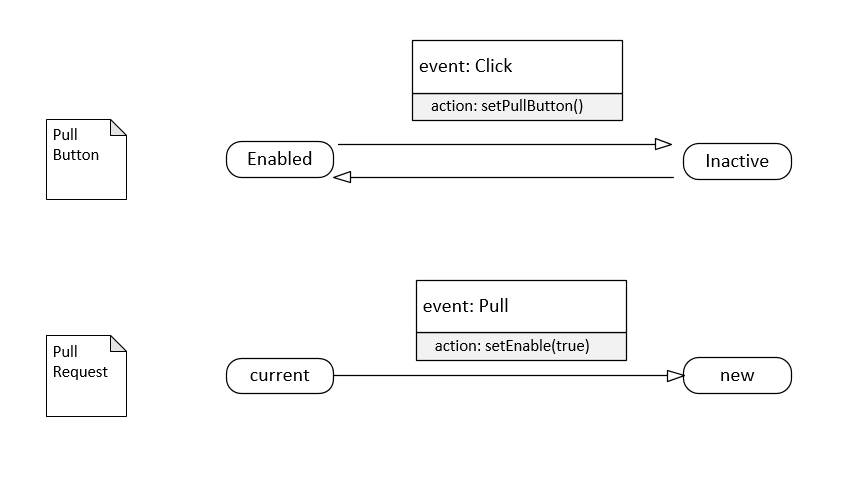 event: Click
action: setPullButton()
Pull
Button
Enabled
Inactive
event: Pull
action: setEnable(true)
Pull
Request
current
new